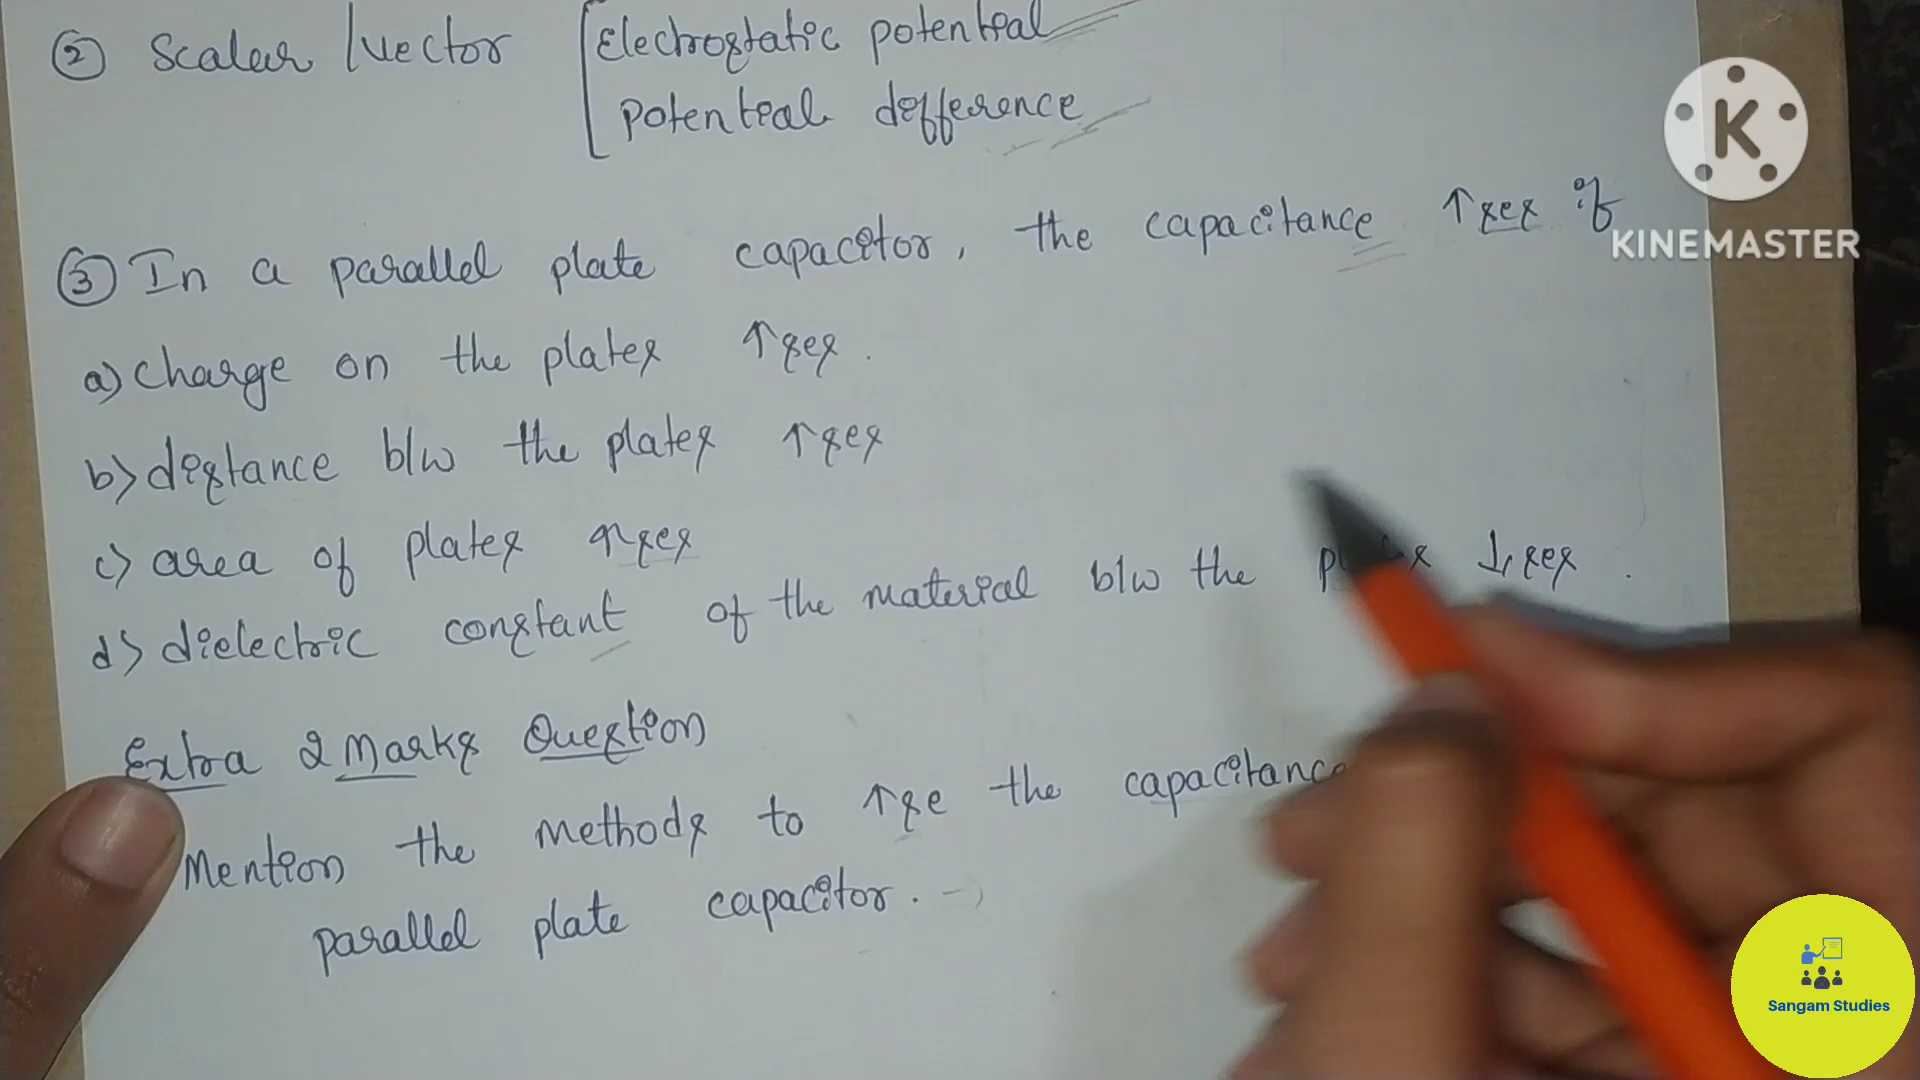 ② Scalar / vector [Electrostatic potential
potential difference
③ In a parallel plate capacitor, the capacitance ↑ses if
a) charge on the plates ↑ses.
b) distance b/w the plates ↑ses
c) area of plates ↑ses
d) dielectric constant of the material b/w the plates ↓ses.
Extra 2 Marks Question
Mention the methods to ↑se the capacitance
parallel plate capacitor. →
K
KINEMASTER
Sangam Studies